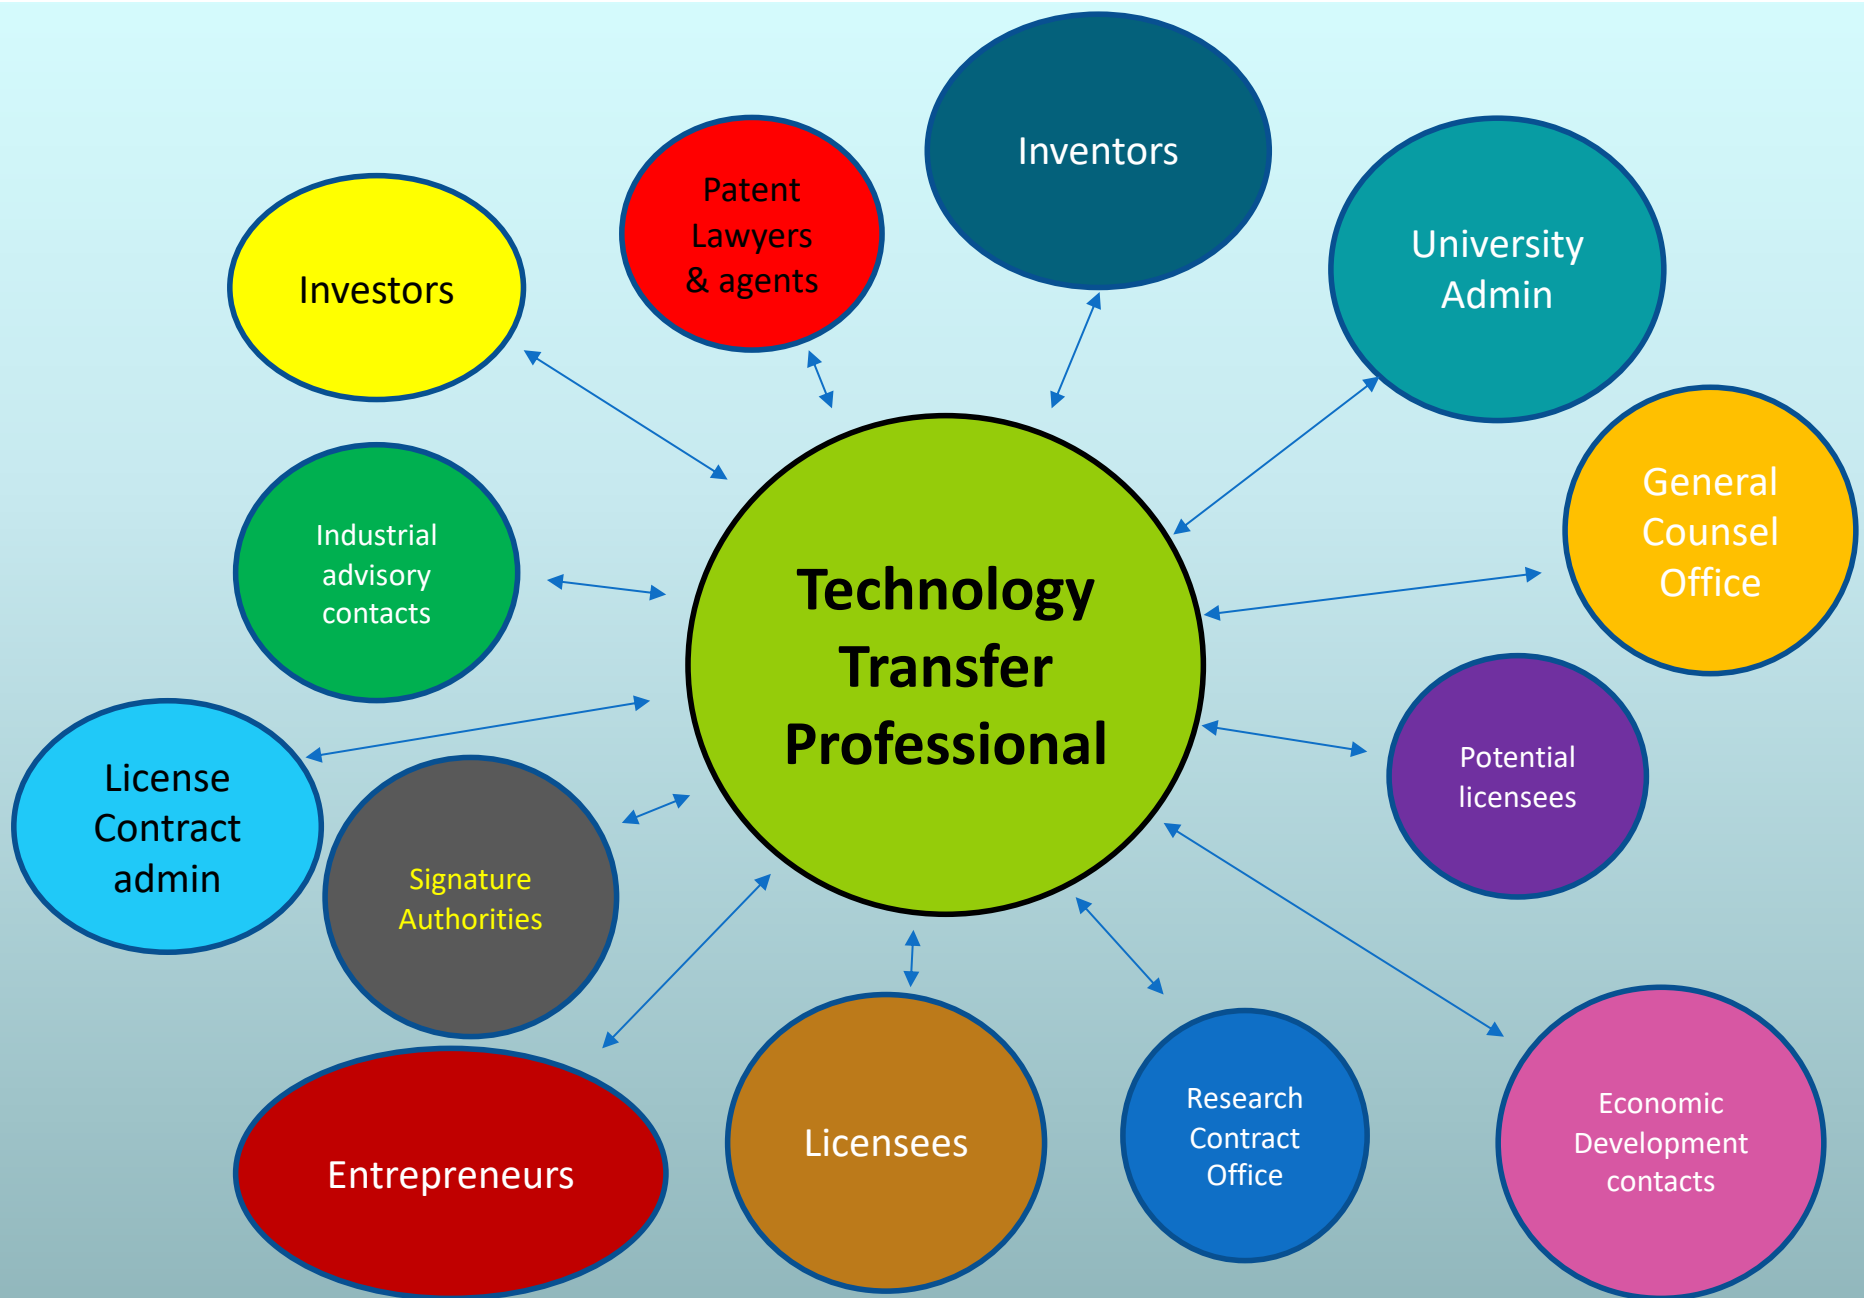 Inventors
Patent
Lawyers
& agents
University
Admin
Investors
General
Counsel
Office
Industrial
advisory
contacts
Technology
Transfer
Professional
Potential
licensees
License
Contract
admin
Signature
Authorities
Entrepreneurs
Licensees
Research
Contract
Office
Economic
Development
contacts